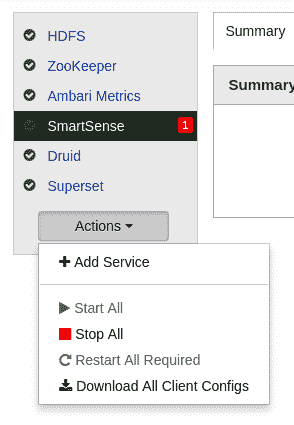 HDFS
Summary
ZooKeeper
Ambari Metrics
Summary
SmartSense 1
Druid
Superset
Actions
Add Service
Start All
Stop All
Restart All Required
Download All Client Configs